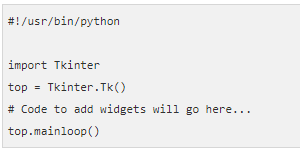 #!/usr/bin/python

import Tkinter
top = Tkinter.Tk()
# Code to add widgets will go here...
top.mainloop()